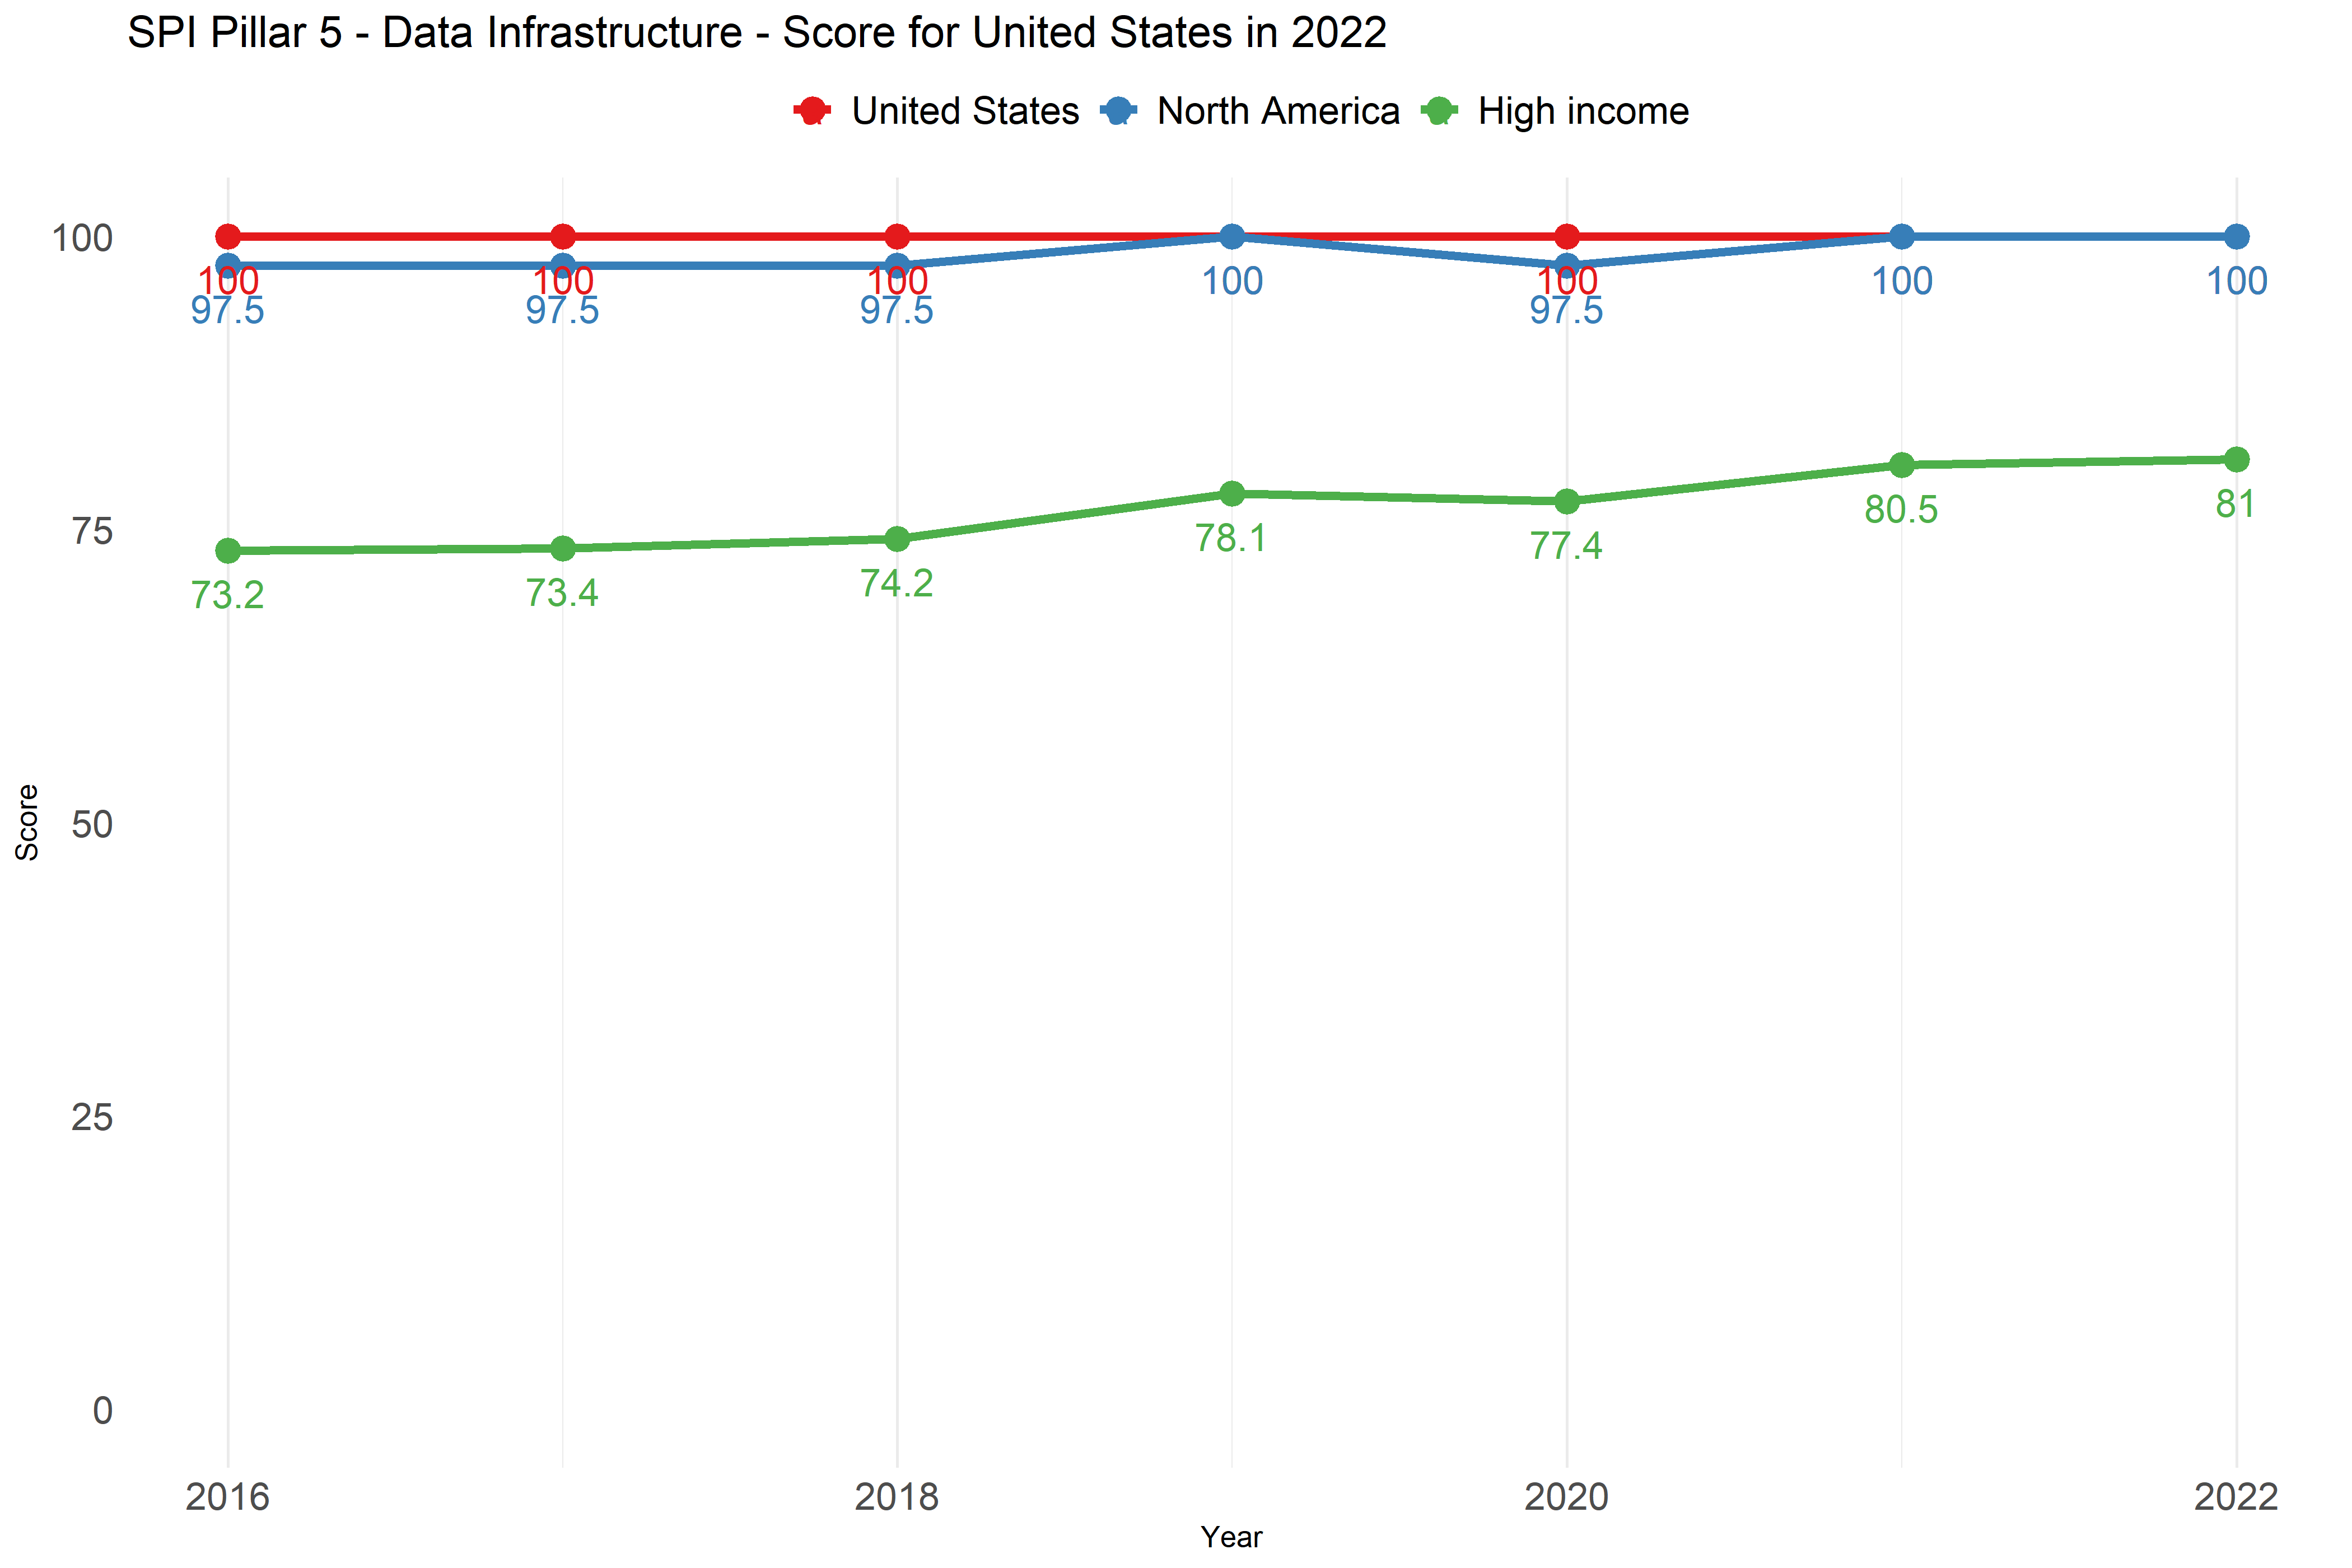 SPI Pillar 5 - Data Infrastructure - Score for United States in 2022
United States North America High income
100
75
50
25
0
Score
100 100 100 100 100 100 100
97.5 97.5 97.5 97.5
73.2 73.4 74.2 78.1 77.4 80.5 81
2016 2018 2020 2022
Year